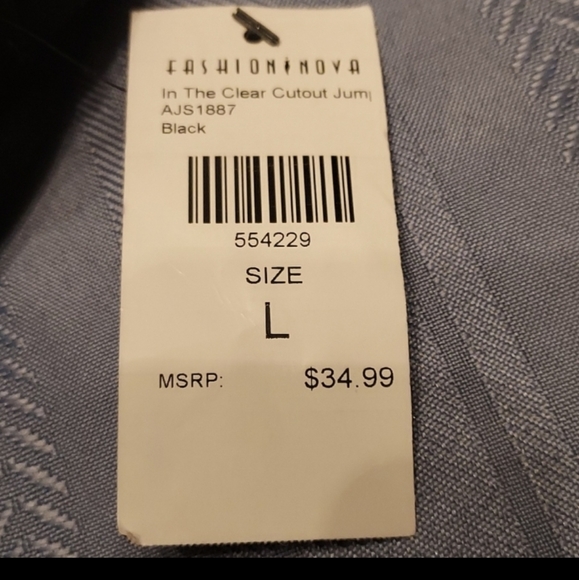 FASHION NOVA
In The Clear Cutout Jum
AJS1887
Black
554229
SIZE
L
MSRP: $34.99